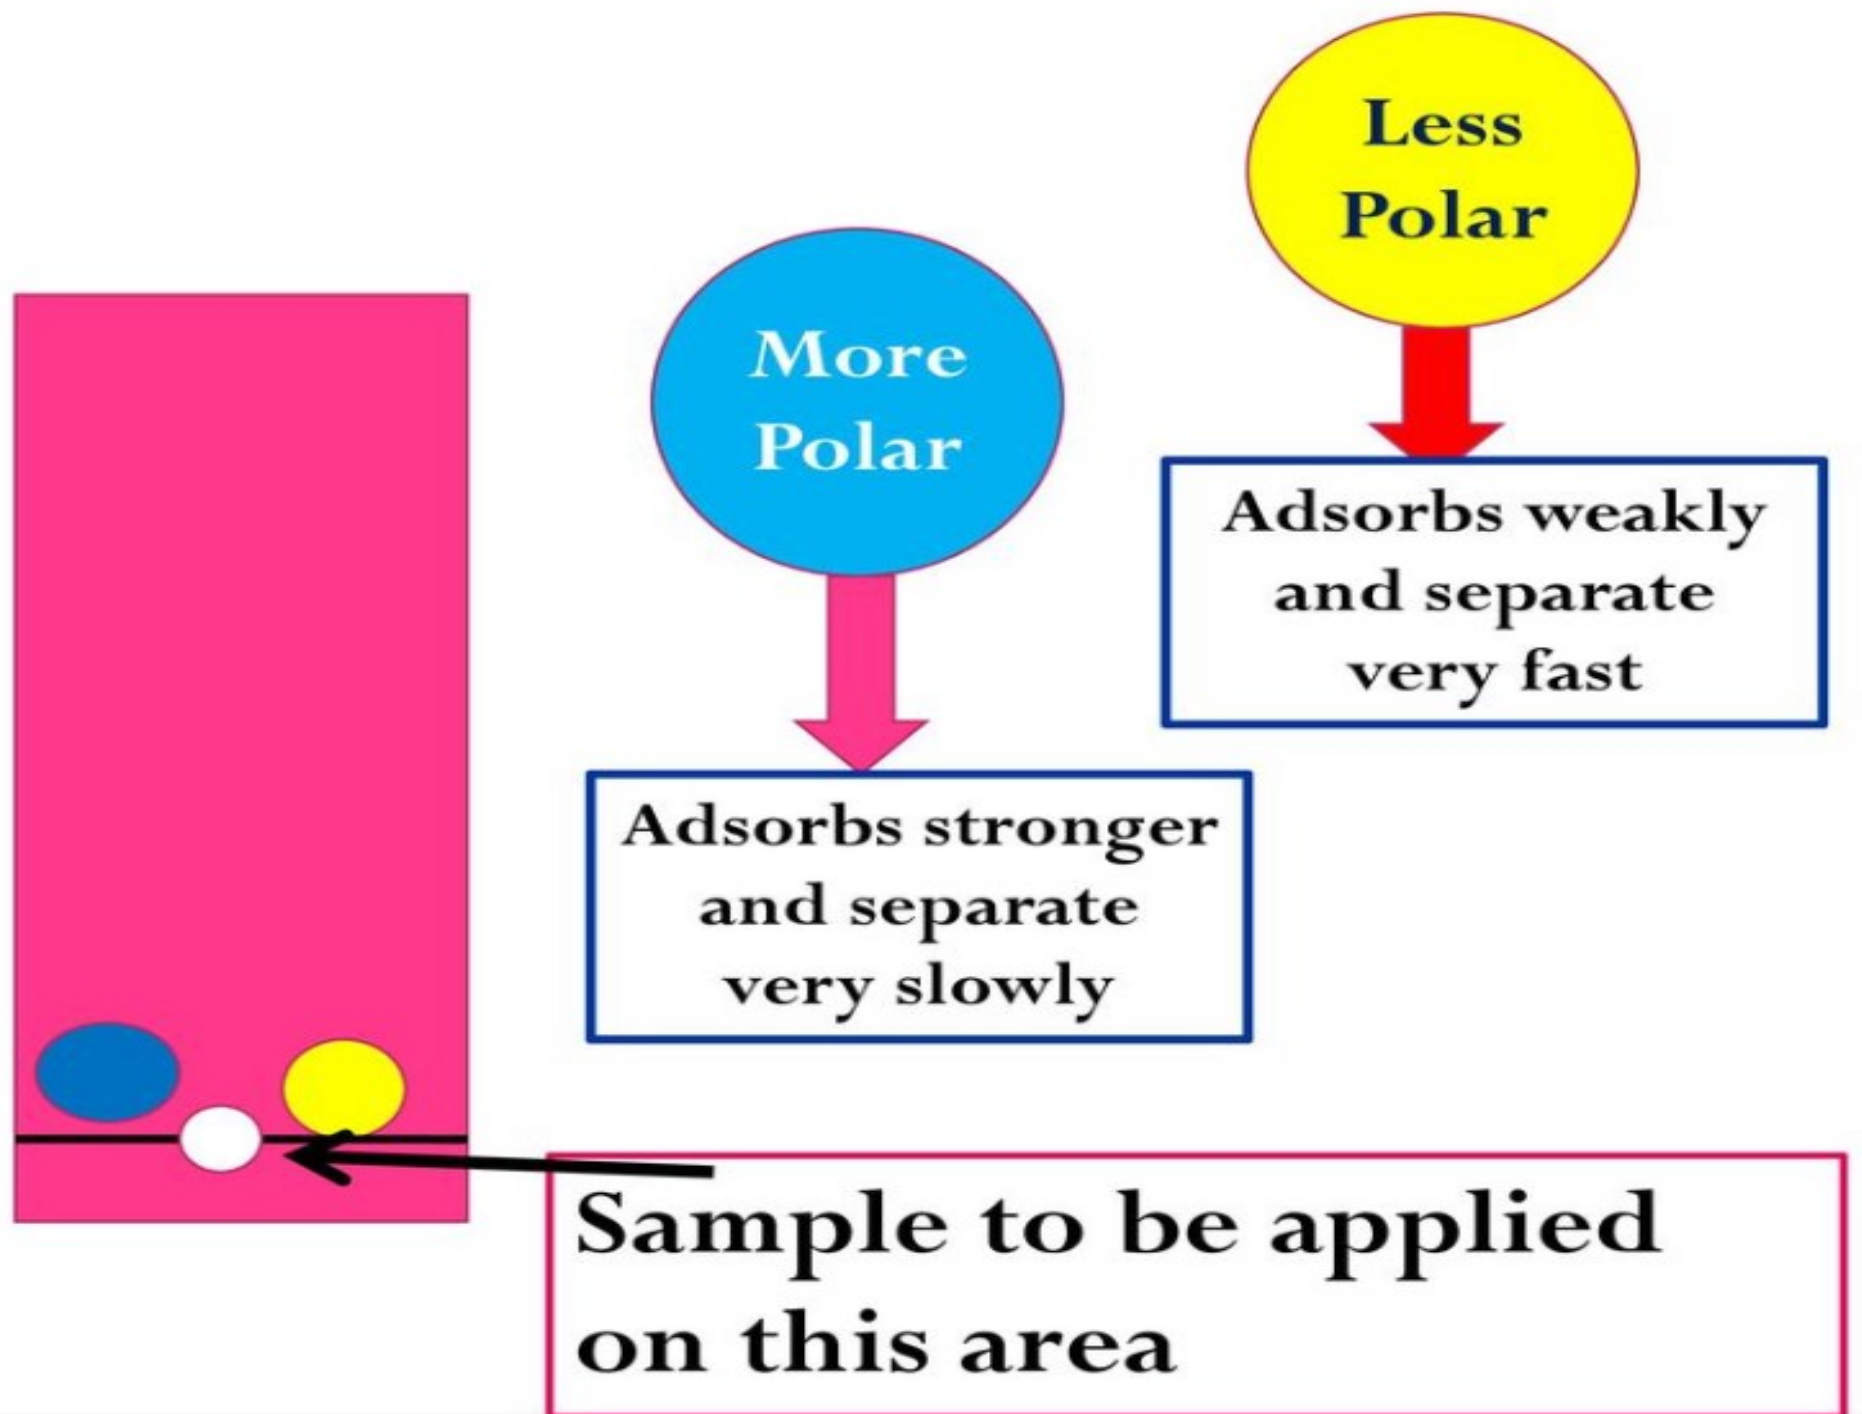 Less
Polar
More
Polar
Adsorbs weakly
and separate
very fast
Adsorbs stronger
and separate
very slowly
Sample to be applied
on this area